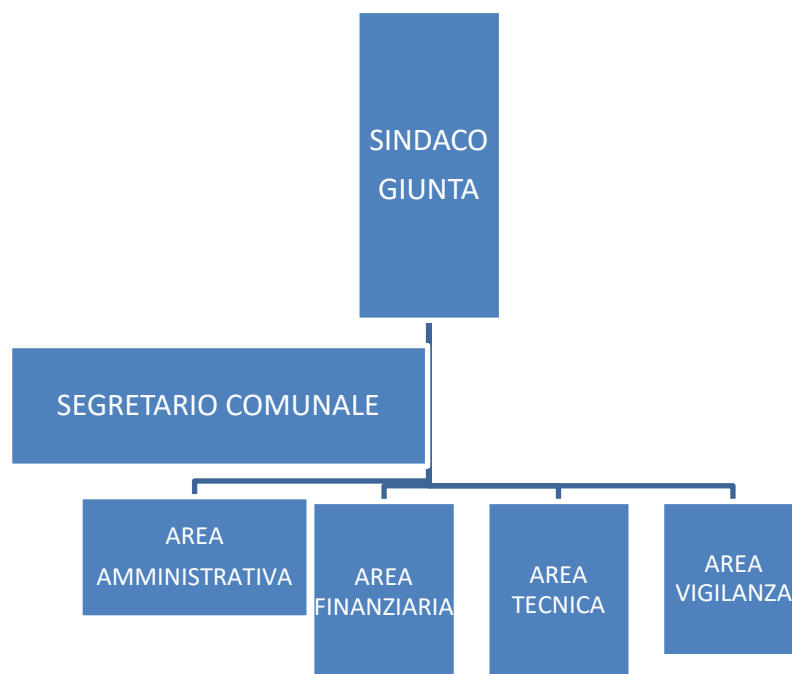 SINDACO
GIUNTA
SEGRETARIO COMUNALE
AREA
AMMINISTRATIVA
AREA
FINANZIARIA
AREA
TECNICA
AREA
VIGILANZA